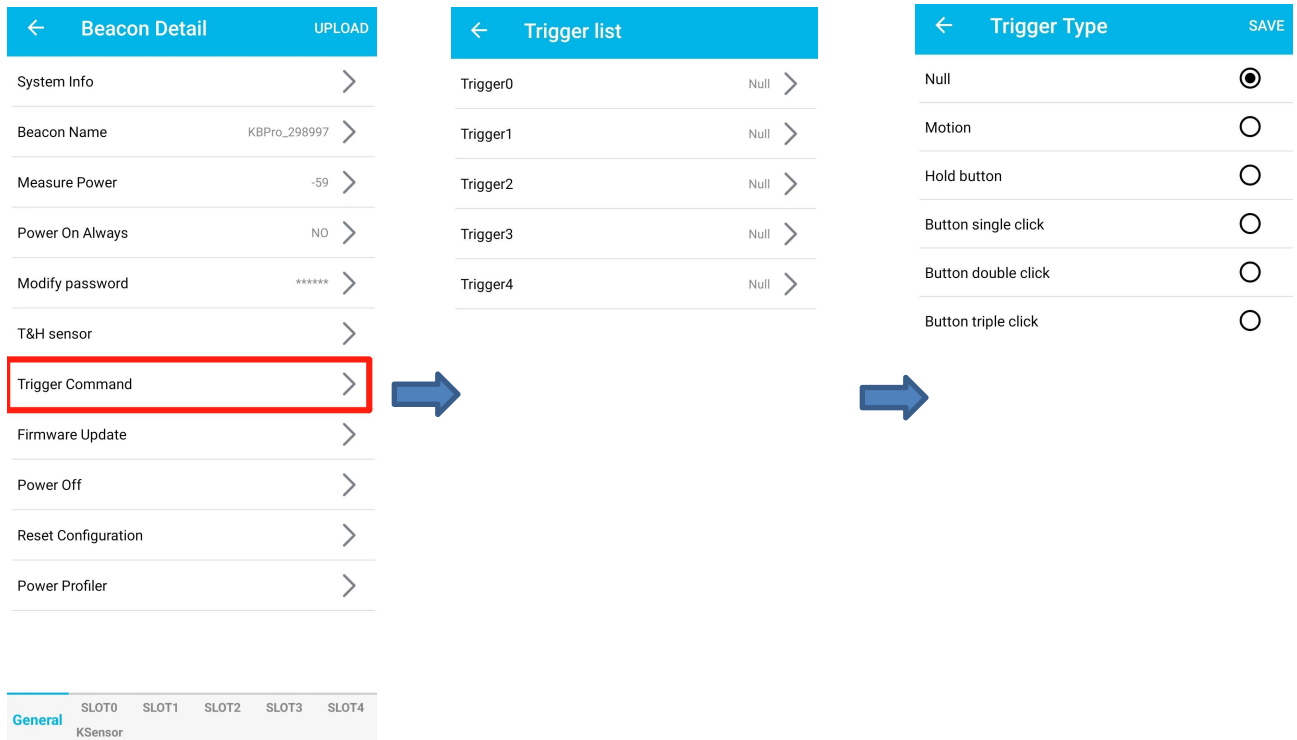 Beacon Detail UPLOAD
System Info
Beacon Name KBPro_298997
Measure Power -59
Power On Always NO
Modify password ******
T&H sensor
Trigger Command
Firmware Update
Power Off
Reset Configuration
Power Profiler
General SLOT0 SLOT1 SLOT2 SLOT3 SLOT4
KSensor
Trigger list
Trigger0 Null
Trigger1 Null
Trigger2 Null
Trigger3 Null
Trigger4 Null
Trigger Type SAVE
Null
Motion
Hold button
Button single click
Button double click
Button triple click